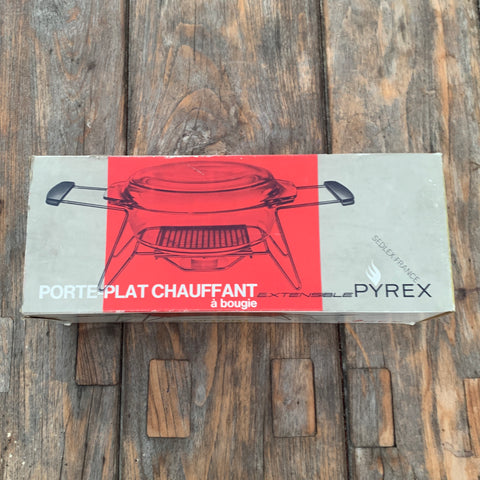 SEDLEX-FRANCE
PORTE-PLAT CHAUFFANT EXTENSIBLE PYREX
à bougie